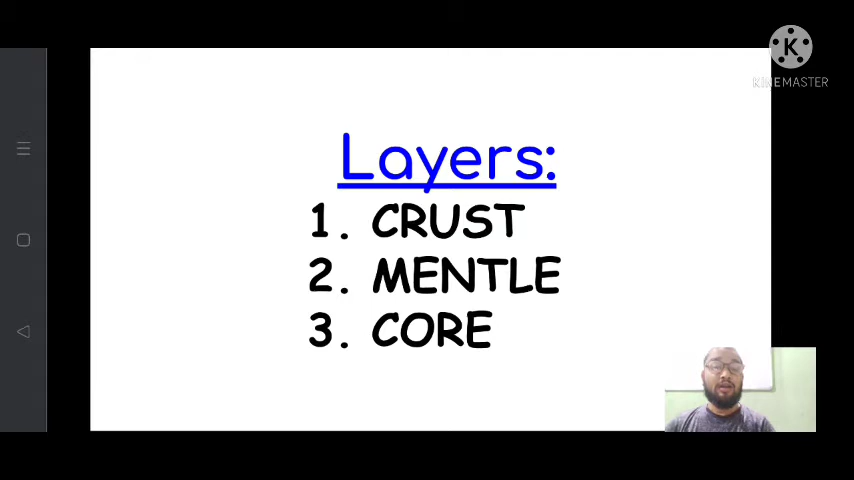 KINEMASTER
Layers:
1. CRUST
2. MENTLE
3. CORE